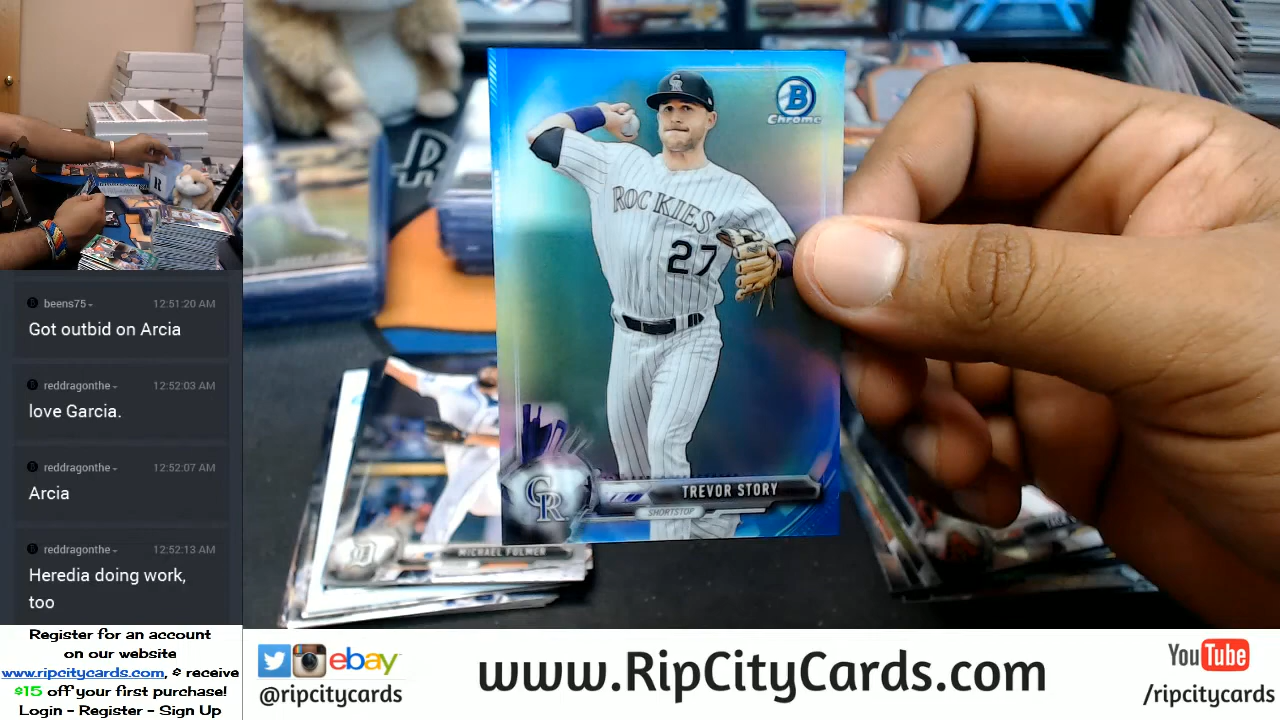 beens75
12:51:20 AM
Got outbid on Arcia
reddragonthe
12:52:03 AM
love Garcia.
reddragonthe
12:52:07 AM
Arcia
reddragonthe
12:52:13 AM
Heredia doing work,
too
Register for an account
on our website
www.ripcitycards.com, & receive
$15 off your first purchase!
Login - Register - Sign Up
B
Chrome
CR
ROCKIES
27
CR
TREVOR STORY
SHORTSTOP
D
MICHAEL FULMER
ebay
@ripcitycards
www.RipCityCards.com
YouTube
/ripcitycards